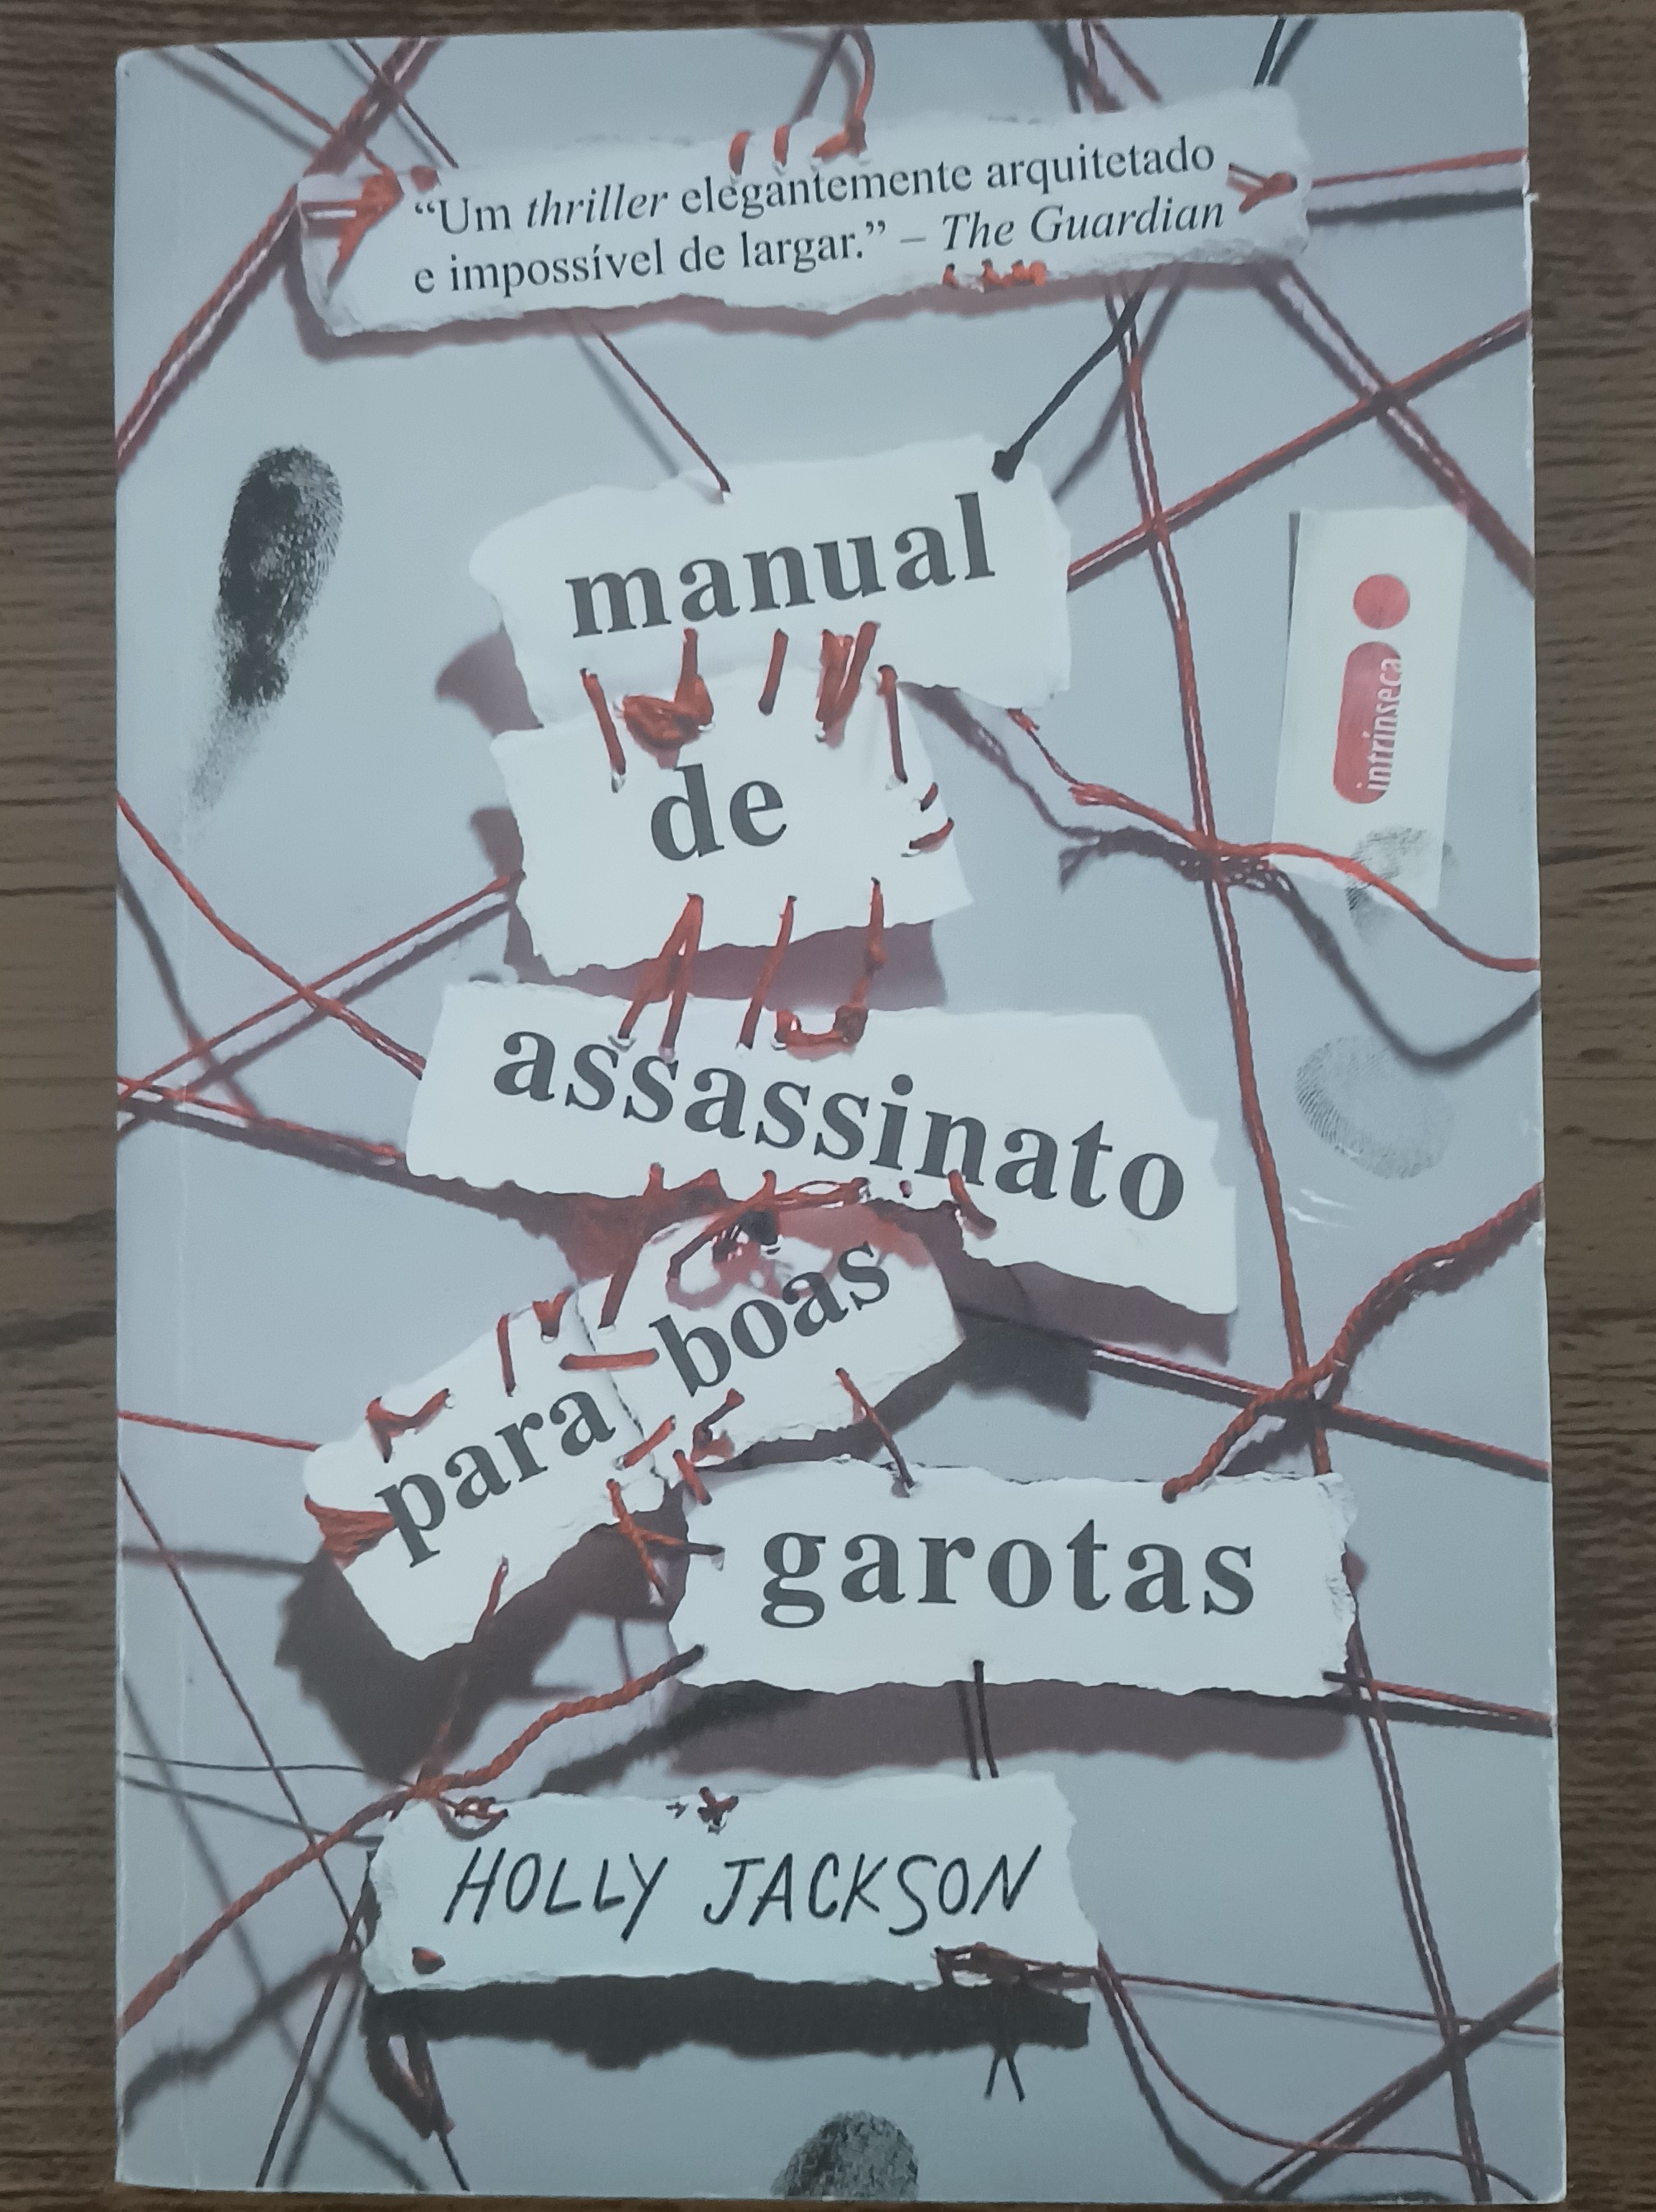 “Um thriller elegantemente arquitetado
e impossível de largar.” – The Guardian
manual
de
intrínseca
assassinato
para boas
garotas
HOLLY JACKSON